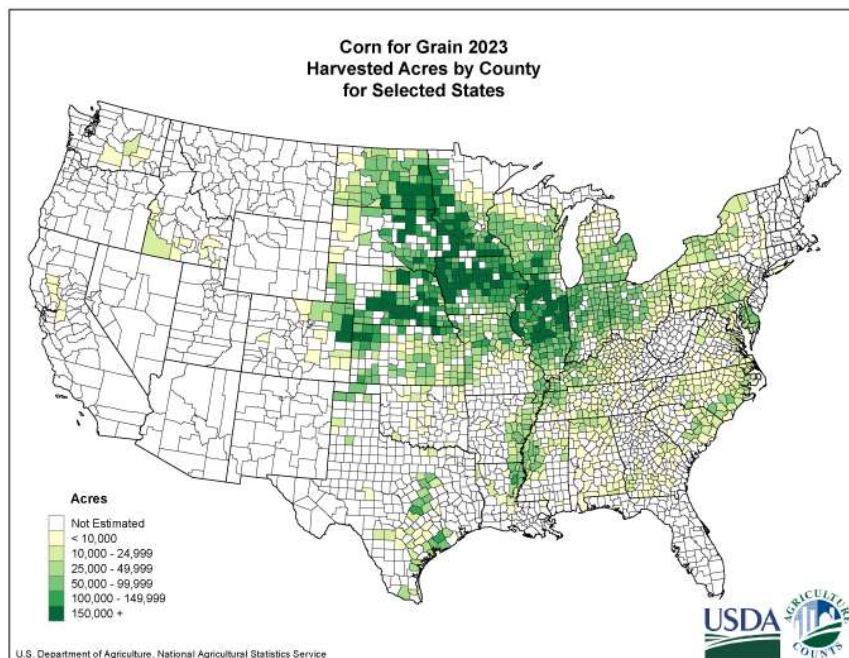 Corn for Grain 2023
Harvested Acres by County
for Selected States
Acres
Not Estimated
< 10,000
10,000 - 24,999
25,000 - 49,999
50,000 - 99,999
100,000 - 149,999
150,000 +
USDA
AGRICULTURE
COUNTS
U.S. Department of Agriculture, National Agricultural Statistics Service